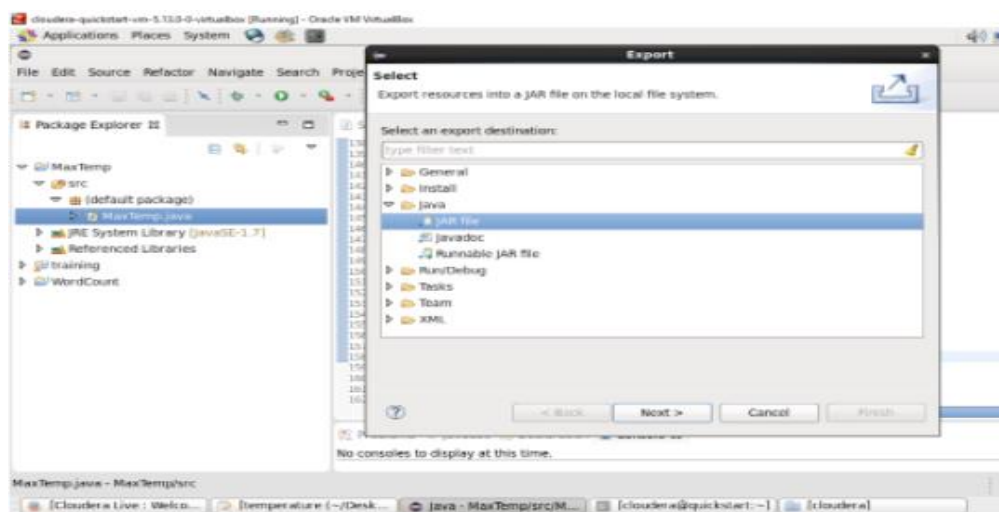 cloudera-quickstart-vm-5.13.0-0-virtualbox [Running] - Oracle VM VirtualBox
Applications Places System
Export
File Edit Source Refactor Navigate Search Proje
Select
Export resources into a JAR file on the local file system.
Package Explorer
Select an export destination:
type filter text
MaxTemp
src
(default package)
MaxTemp.java
JRE System Library [JavaSE-1.7]
Referenced Libraries
training
WordCount
General
Install
Java
JAR file
Javadoc
Runnable JAR file
Run/Debug
Tasks
Team
XML
< Back Next > Cancel Finish
No consoles to display at this time.
MaxTemp.java - MaxTemp/src
[Cloudera Live : Welco... [temperature (~/Desk... Java - MaxTemp/src/M... [cloudera@quickstart:~] [cloudera]